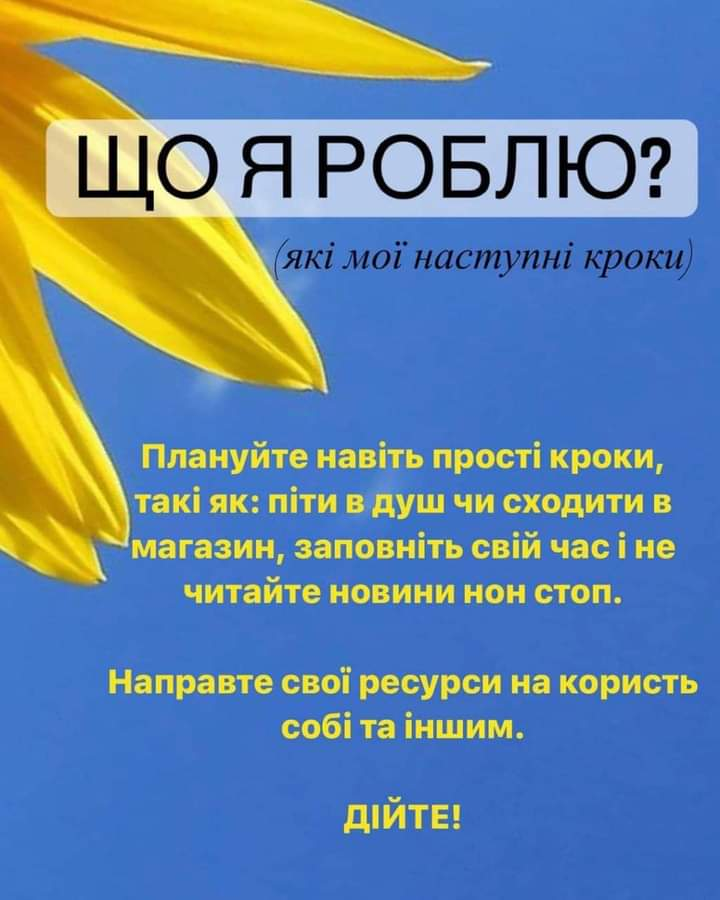 ЩО Я РОБЛЮ?
(які мої наступні кроки)
Плануйте навіть прості кроки,
такі як: піти в душ чи сходити в
магазин, заповніть свій час і не
читайте новини нон стоп.
Направте свої ресурси на користь
собі та іншим.
ДІЙТЕ!